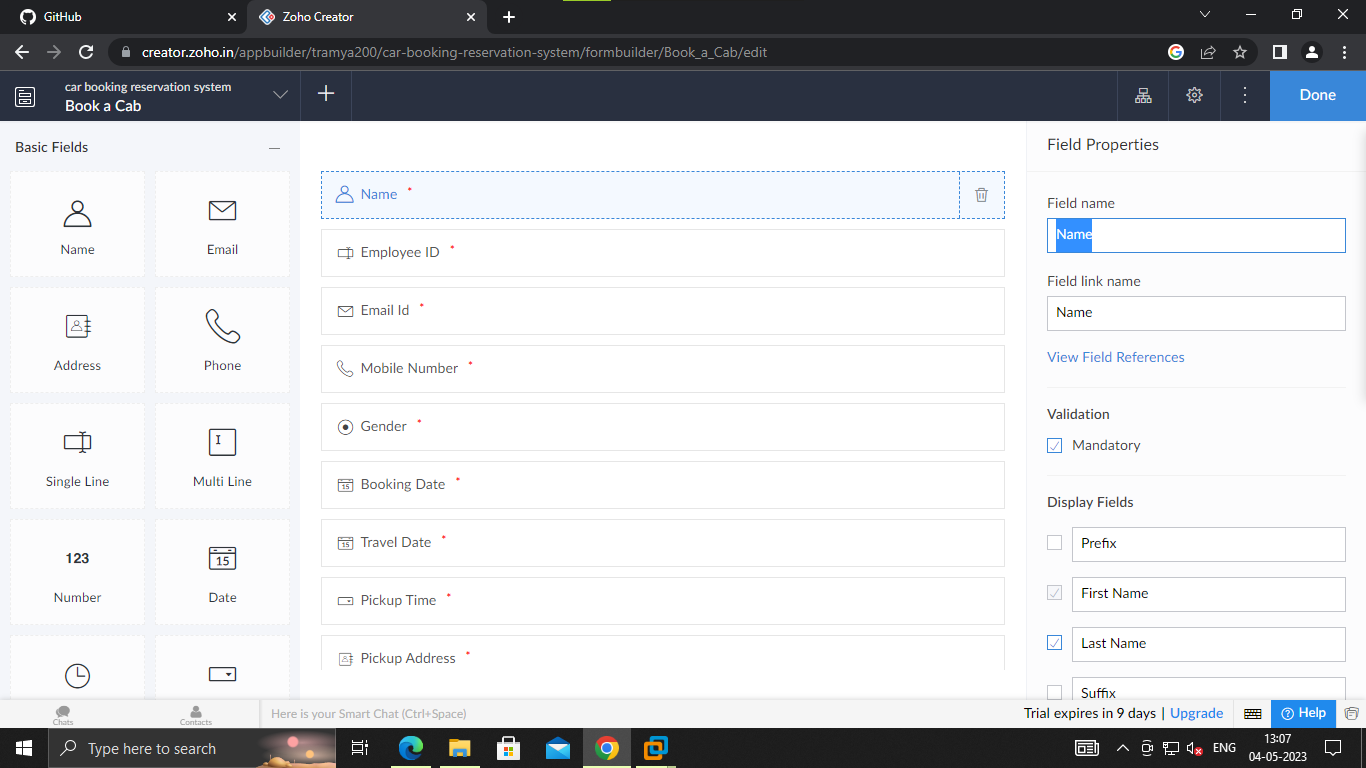 GitHub
Zoho Creator
creator.zoho.in/appbuilder/tramya200/car-booking-reservation-system/formbuilder/Book_a_Cab/edit
car booking reservation system
Book a Cab
Done
Basic Fields
Name
Email
Address
Phone
Single Line
I
Multi Line
123
Number
15
Date
Name *
Employee ID *
Email Id *
Mobile Number *
Gender *
15 Booking Date *
15 Travel Date *
Pickup Time *
Pickup Address *
Field Properties
Field name
Name
Field link name
Name
View Field References
Validation
Mandatory
Display Fields
Prefix
First Name
Last Name
Suffix
Chats
Contacts
Here is your Smart Chat (Ctrl+Space)
Trial expires in 9 days | Upgrade
Help
Type here to search
ENG
13:07
04-05-2023